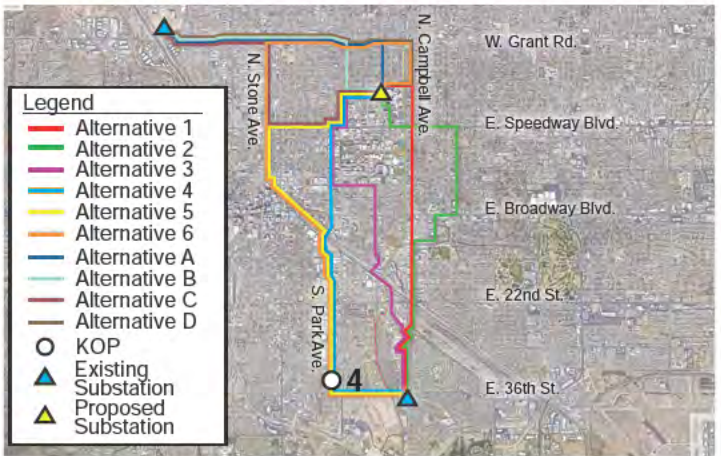 W. Grant Rd.
N. Campbell Ave.
N. Stone Ave.
Legend
Alternative 1
Alternative 2
Alternative 3
Alternative 4
Alternative 5
Alternative 6
Alternative A
Alternative B
Alternative C
Alternative D
KOP
Existing
Substation
Proposed
Substation
E. Speedway Blvd.
E. Broadway Blvd.
E. 22nd St.
S. Park Ave.
4
E. 36th St.